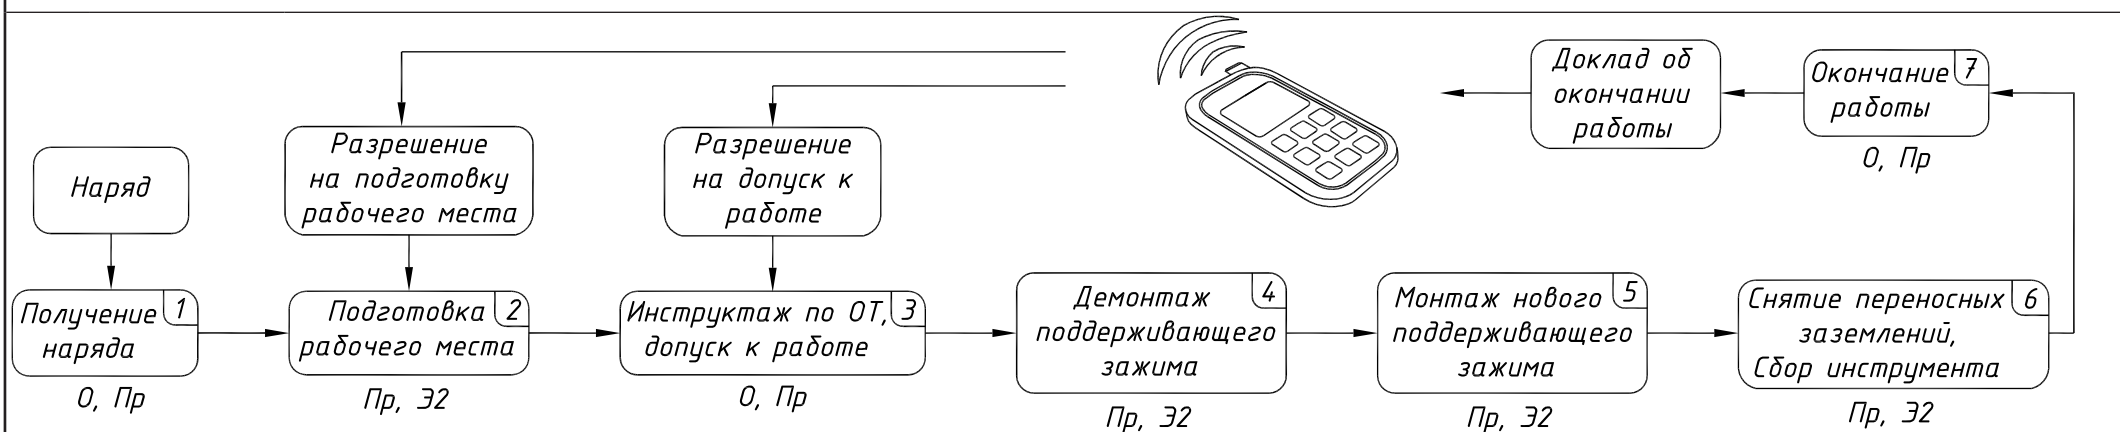 Доклад об
окончании
работы
Окончание 7
работы
О, Пр
Разрешение
на подготовку
рабочего места
Разрешение
на допуск к
работе
Наряд
Получение 1
наряда
О, Пр
Подготовка 2
рабочего места
Пр, Э2
Инструктаж по ОТ, 3
допуск к работе
О, Пр
Демонтаж 4
поддерживающего
зажима
Пр, Э2
Монтаж нового 5
поддерживающего
зажима
Пр, Э2
Снятие переносных 6
заземлений,
Сбор инструмента
Пр, Э2